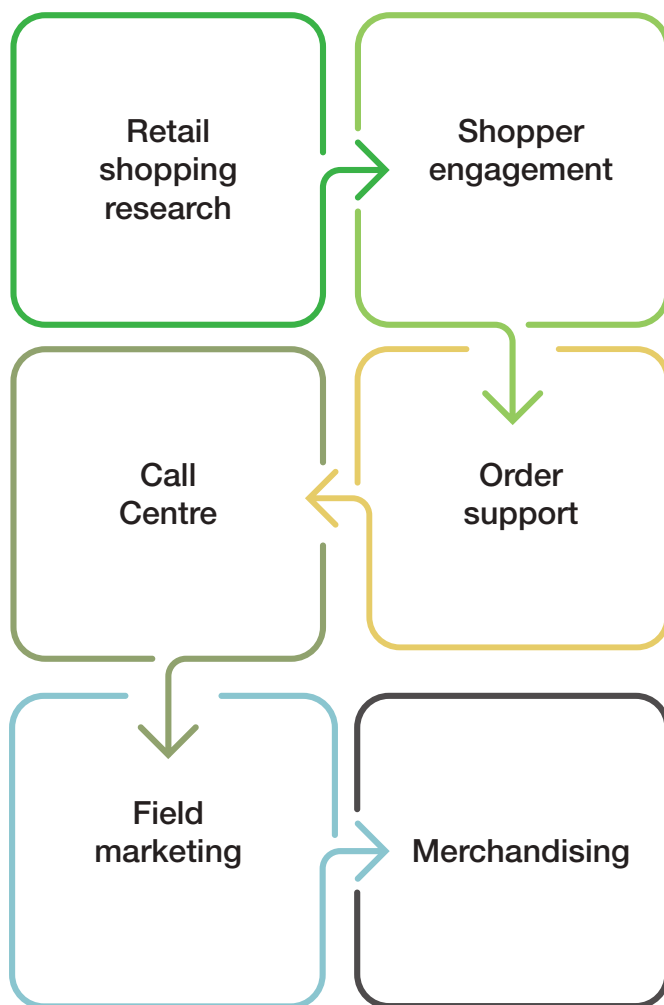 Retail
shopping
research
Shopper
engagement
Order
support
Call
Centre
Field
marketing
Merchandising